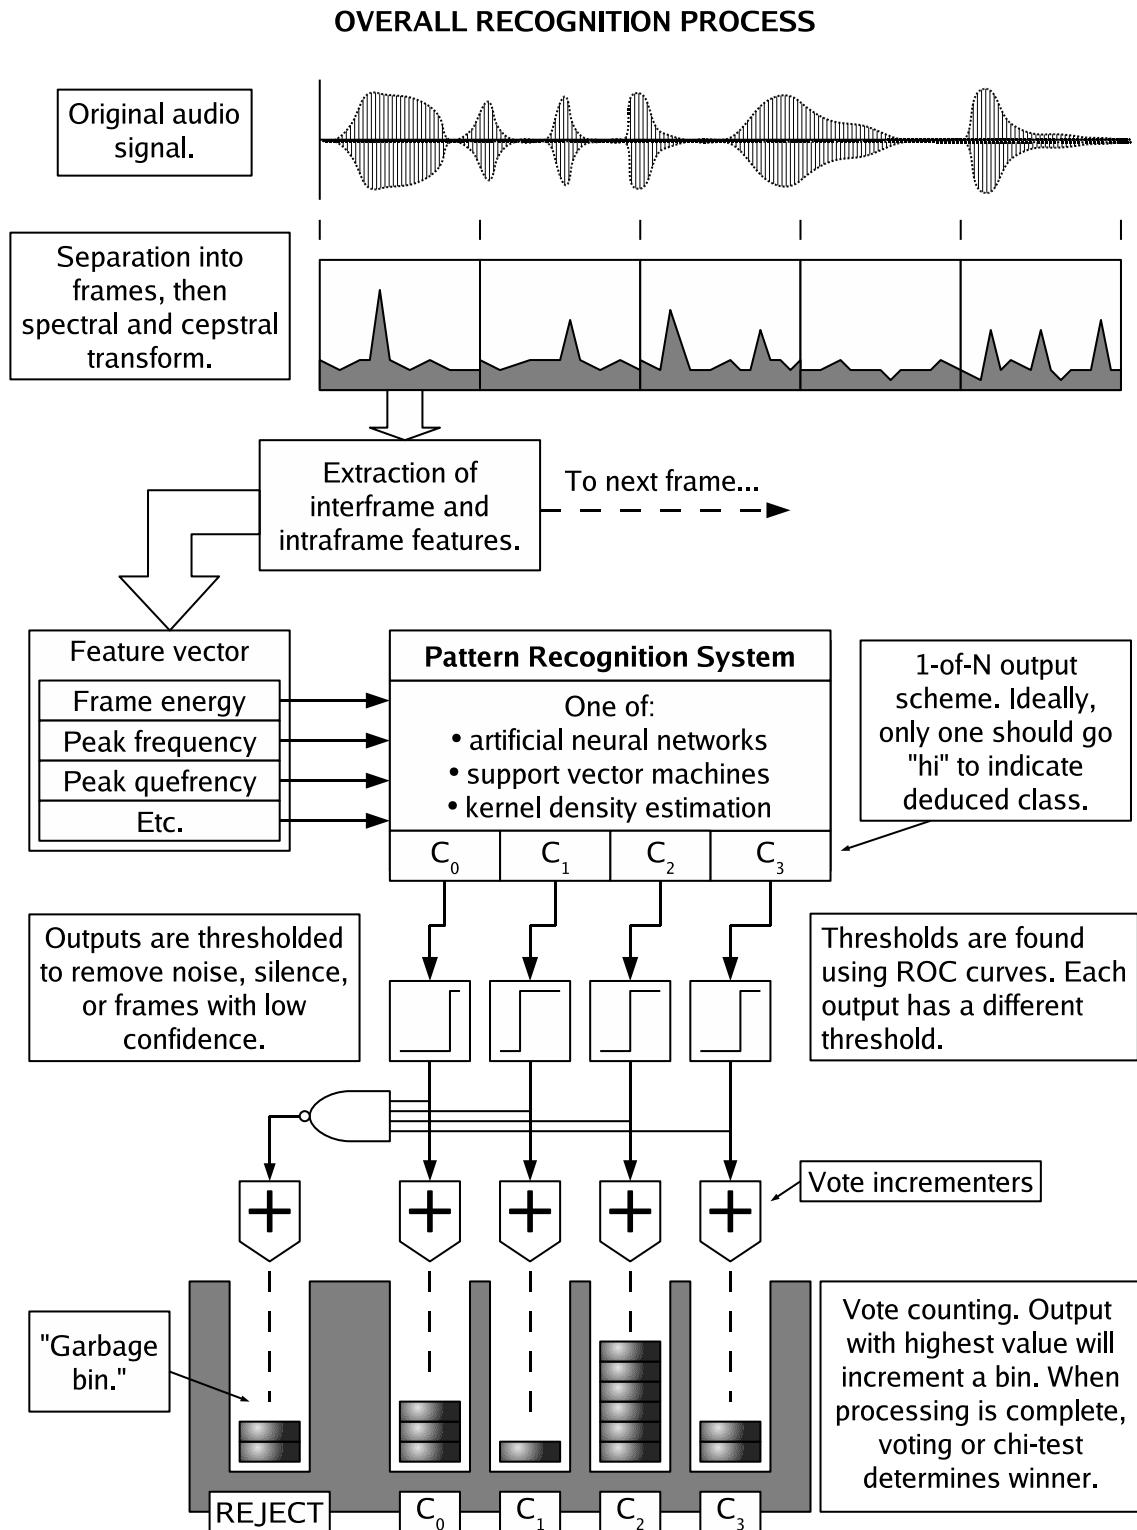 OVERALL RECOGNITION PROCESS
Original audio
signal.
Separation into
frames, then
spectral and cepstral
transform.
Extraction of
interframe and
intraframe features.
To next frame...
Feature vector
Frame energy
Peak frequency
Peak quefrency
Etc.
Pattern Recognition System
One of:
• artificial neural networks
• support vector machines
• kernel density estimation
C0 C1 C2 C3
1-of-N output
scheme. Ideally,
only one should go
"hi" to indicate
deduced class.
Outputs are thresholded
to remove noise, silence,
or frames with low
confidence.
Thresholds are found
using ROC curves. Each
output has a different
threshold.
Vote incrementers
"Garbage
bin."
Vote counting. Output
with highest value will
increment a bin. When
processing is complete,
voting or chi-test
determines winner.
REJECT C0 C1 C2 C3